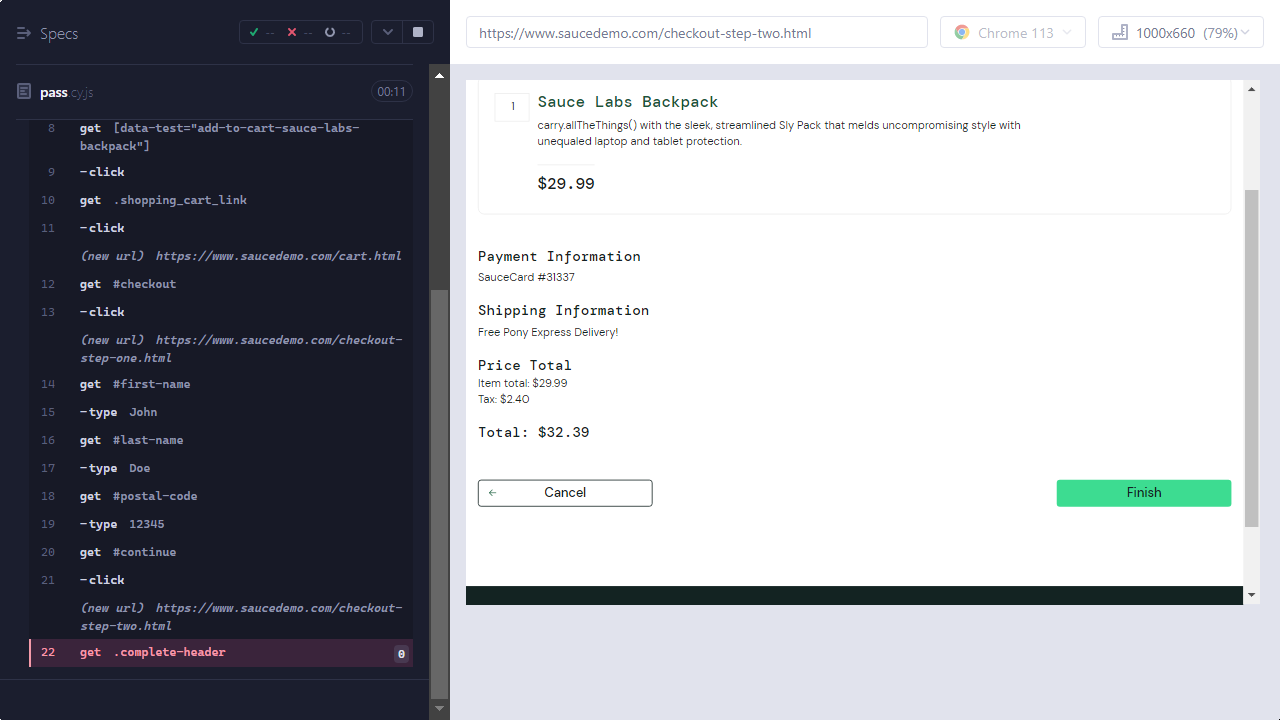 Specs
-- -- --
pass.cy.js
00:11
8 get [data-test="add-to-cart-sauce-labs-
backpack"]
9 -click
10 get .shopping_cart_link
11 -click
(new url) https://www.saucedemo.com/cart.html
12 get #checkout
13 -click
(new url) https://www.saucedemo.com/checkout-
step-one.html
14 get #first-name
15 -type John
16 get #last-name
17 -type Doe
18 get #postal-code
19 -type 12345
20 get #continue
21 -click
(new url) https://www.saucedemo.com/checkout-
step-two.html
22 get .complete-header 0
https://www.saucedemo.com/checkout-step-two.html
Chrome 113
1000x660 (79%)
1
Sauce Labs Backpack
carry.allTheThings() with the sleek, streamlined Sly Pack that melds uncompromising style with
unequaled laptop and tablet protection.
$29.99
Payment Information
SauceCard #31337
Shipping Information
Free Pony Express Delivery!
Price Total
Item total: $29.99
Tax: $2.40
Total: $32.39
Cancel
Finish